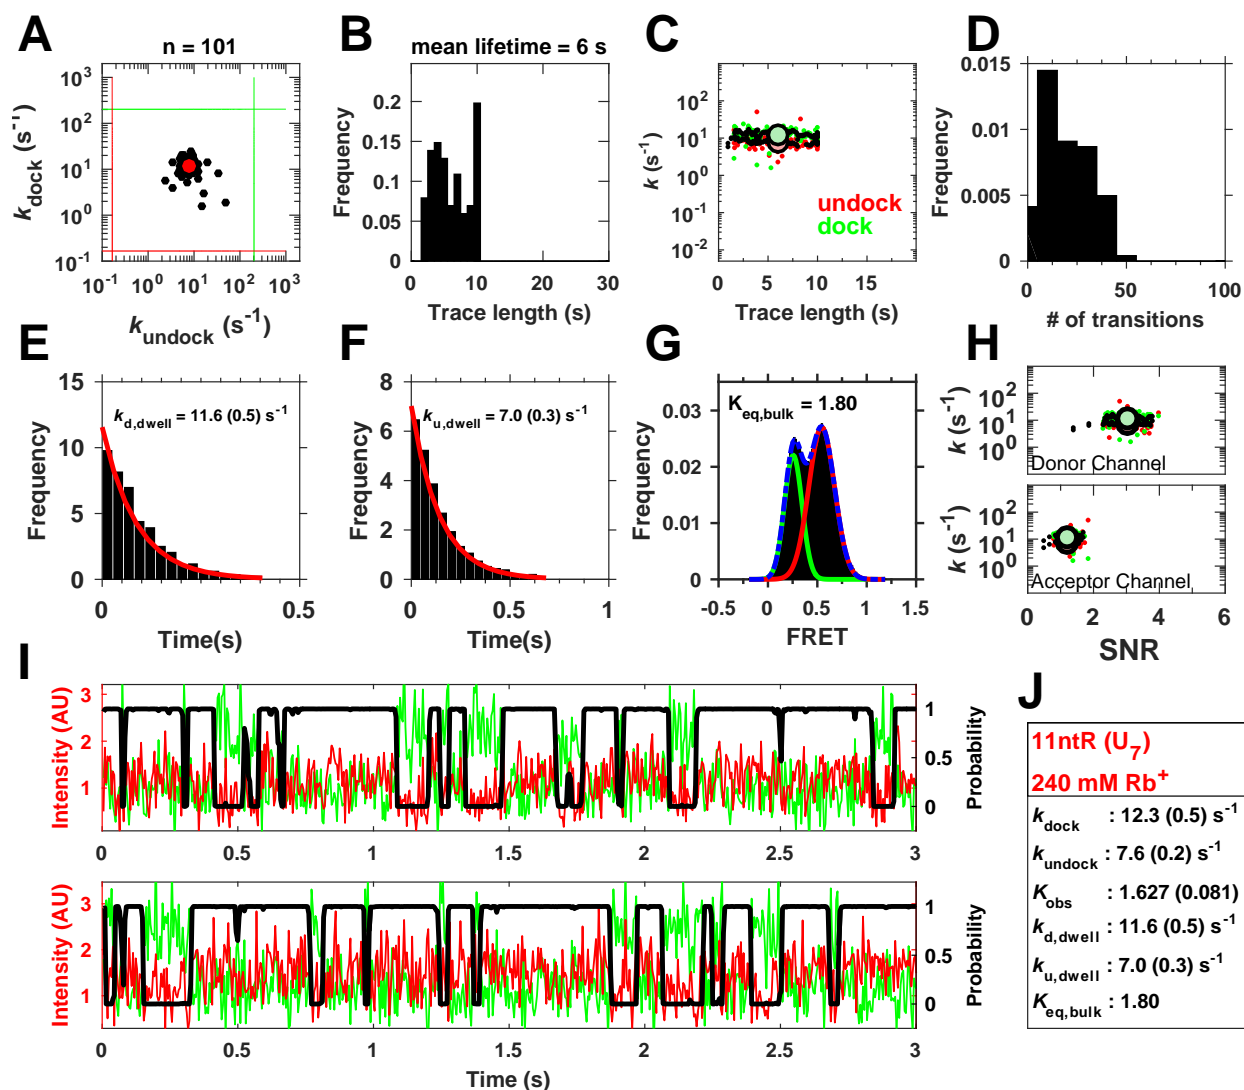 A
n = 101
k_dock (s⁻¹)
10³
10²
10¹
10⁰
10⁻¹
10⁻¹ 10⁰ 10¹ 10² 10³
k_undock (s⁻¹)
B
mean lifetime = 6 s
Frequency
0.2
0.15
0.1
0.05
0
0 10 20 30
Trace length (s)
C
k (s⁻¹)
10²
10¹
10⁰
10⁻¹
10⁻²
undock
dock
0 5 10 15
Trace length (s)
D
Frequency
0.015
0.01
0.005
0
0 50 100
# of transitions
E
Frequency
15
10
5
0
k_d,dwell = 11.6 (0.5) s⁻¹
0 0.5
Time(s)
F
Frequency
8
6
4
2
0
k_u,dwell = 7.0 (0.3) s⁻¹
0 0.5 1
Time(s)
G
Frequency
0.03
0.02
0.01
0
K_eq,bulk = 1.80
-0.5 0 0.5 1 1.5
FRET
H
k (s⁻¹)
10²
10¹
10⁰
Donor Channel
k (s⁻¹)
10²
10¹
10⁰
Acceptor Channel
0 2 4 6
SNR
I
Intensity (AU)
3
2
1
1
0.5
0
Probability
0 0.5 1 1.5 2 2.5 3
Intensity (AU)
3
2
1
1
0.5
0
Probability
0 0.5 1 1.5 2 2.5 3
Time (s)
J
11ntR (U₇)
240 mM Rb⁺
k_dock : 12.3 (0.5) s⁻¹
k_undock : 7.6 (0.2) s⁻¹
K_obs : 1.627 (0.081)
k_d,dwell : 11.6 (0.5) s⁻¹
k_u,dwell : 7.0 (0.3) s⁻¹
K_eq,bulk : 1.80